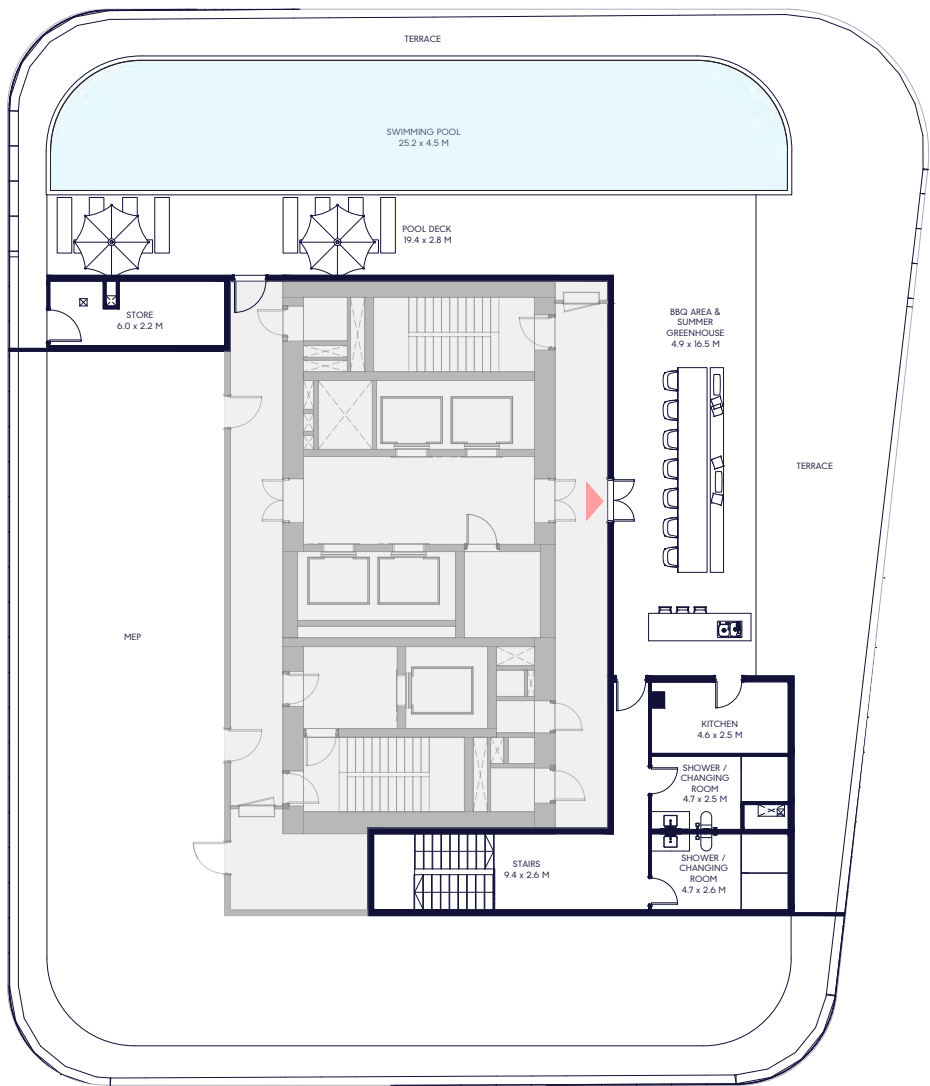 TERRACE
SWIMMING POOL
25.2 x 4.5 M
POOL DECK
19.4 x 2.8 M
STORE
6.0 x 2.2 M
BBQ AREA &
SUMMER
GREENHOUSE
4.9 x 16.5 M
TERRACE
MEP
KITCHEN
4.6 x 2.5 M
SHOWER /
CHANGING
ROOM
4.7 x 2.5 M
STAIRS
9.4 x 2.6 M
SHOWER /
CHANGING
ROOM
4.7 x 2.6 M